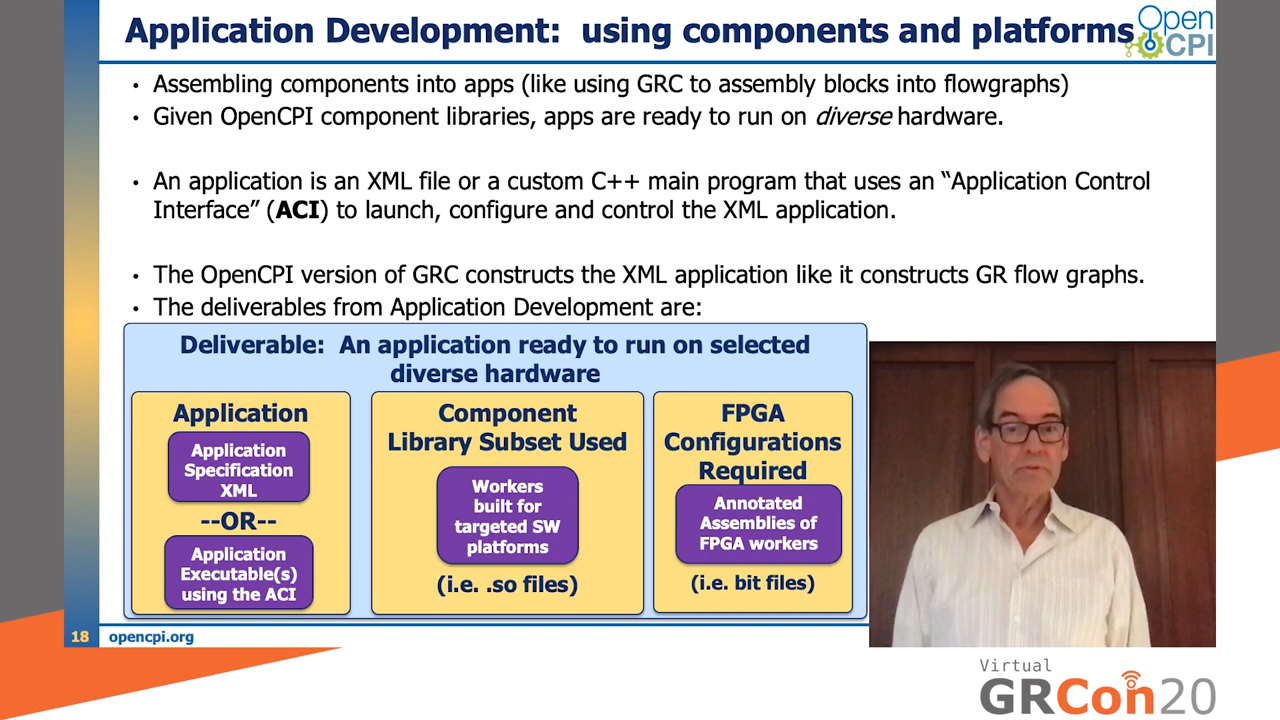 Application Development:  using components and platforms
Open
CPI
• Assembling components into apps (like using GRC to assembly blocks into flowgraphs)
• Given OpenCPI component libraries, apps are ready to run on diverse hardware.
• An application is an XML file or a custom C++ main program that uses an “Application Control
Interface” (ACI) to launch, configure and control the XML application.
• The OpenCPI version of GRC constructs the XML application like it constructs GR flow graphs.
• The deliverables from Application Development are:
Deliverable:  An application ready to run on selected
diverse hardware
Application
Application
Specification
XML
--OR--
Application
Executable(s)
using the ACI
Component
Library Subset Used
Workers
built for
targeted SW
platforms
(i.e. .so files)
FPGA
Configurations
Required
Annotated
Assemblies of
FPGA workers
(i.e. bit files)
18
opencpi.org
Virtual
GRCon20